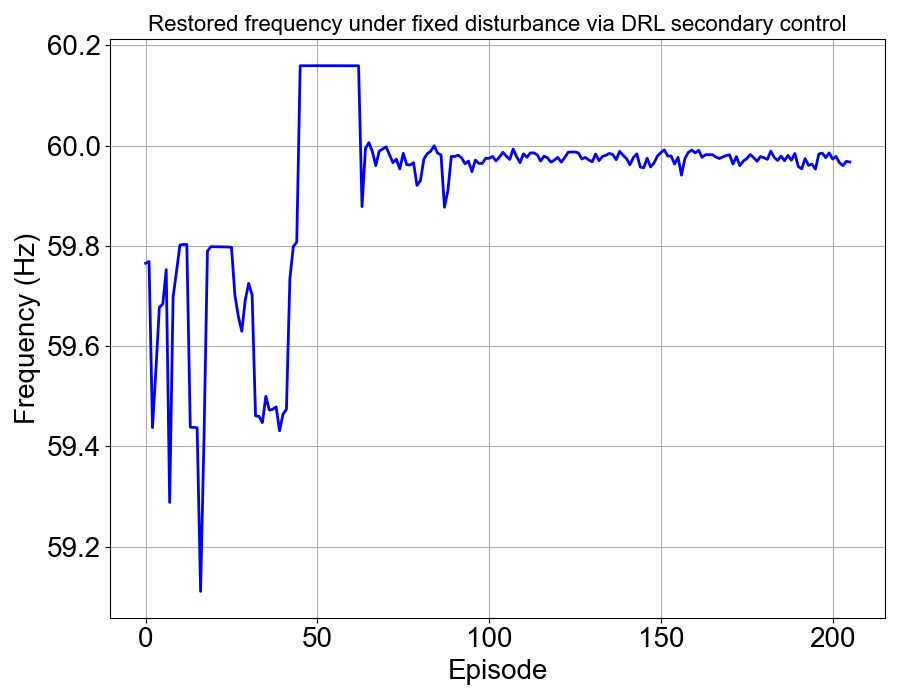 Restored frequency under fixed disturbance via DRL secondary control
Frequency (Hz)
60.2
60.0
59.8
59.6
59.4
59.2
0 50 100 150 200
Episode